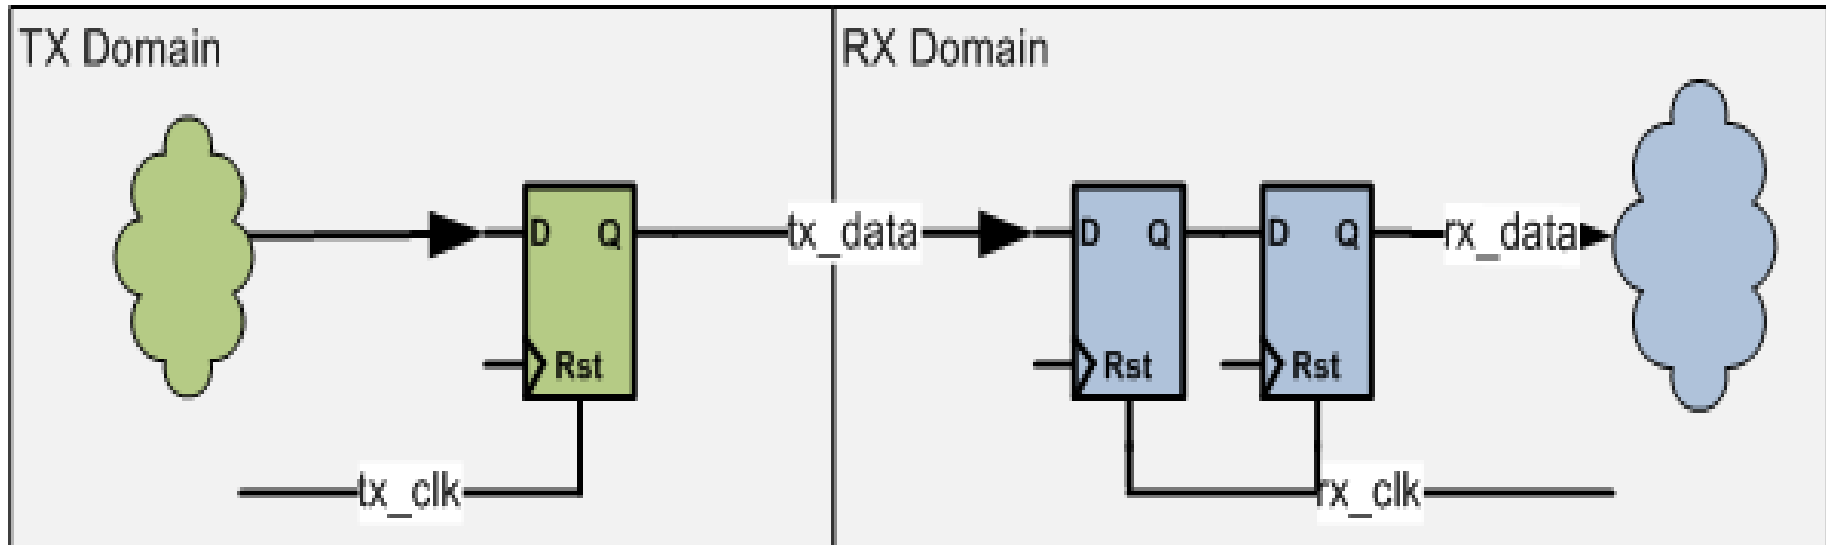 TX Domain
RX Domain
D Q
tx_data
D Q
D Q
rx_data
Rst
Rst
Rst
tx_clk
rx_clk